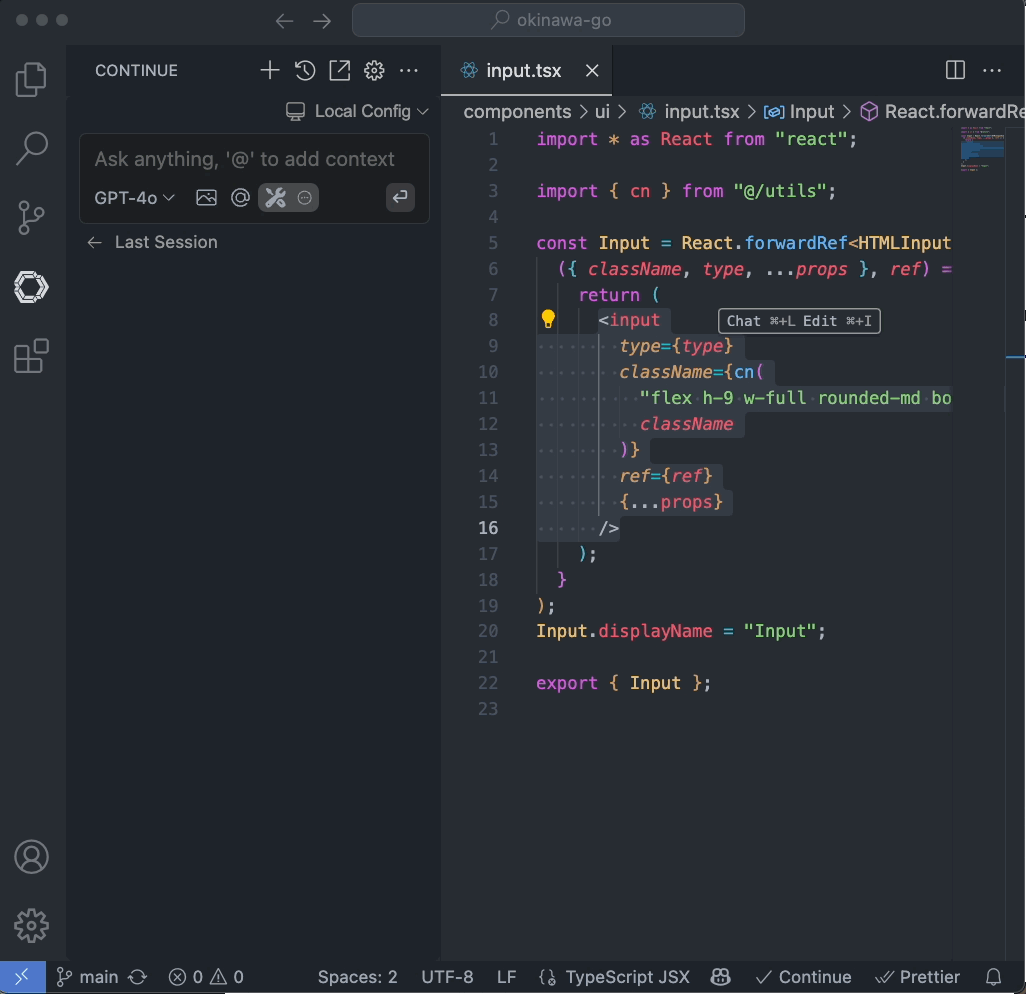 okinawa-go
CONTINUE
Local Config
Ask anything, '@' to add context
GPT-4o
Last Session
input.tsx
components > ui > input.tsx > Input > React.forwardRe
1 import * as React from "react";
2
3 import { cn } from "@/utils";
4
5 const Input = React.forwardRef<HTMLInput
6 ({ className, type, ...props }, ref) =
7 return (
8 <input
Chat ⌘+L Edit ⌘+I
9 type={type}
10 className={cn(
11 "flex h-9 w-full rounded-md bo
12 className
13 )}
14 ref={ref}
15 {...props}
16 />
17 );
18 }
19 );
20 Input.displayName = "Input";
21
22 export { Input };
23
main 0 0 Spaces: 2 UTF-8 LF TypeScript JSX Continue Prettier